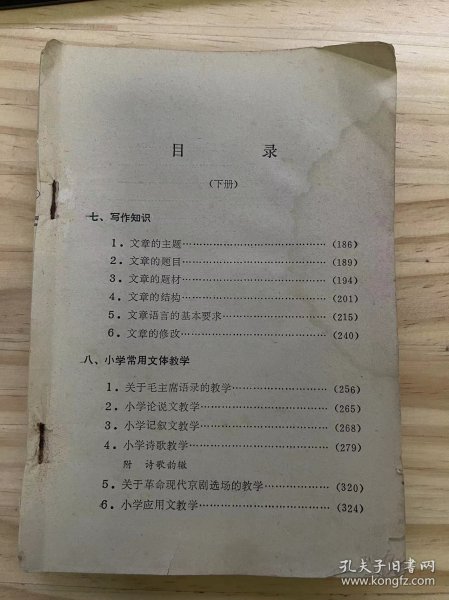 目 录
(下册)
七、写作知识
1. 文章的主题……………………………………(186)
2. 文章的题目……………………………………(189)
3. 文章的题材……………………………………(194)
4. 文章的结构……………………………………(201)
5. 文章语言的基本要求…………………………(215)
6. 文章的修改……………………………………(240)
八、小学常用文体教学
1. 关于毛主席语录的教学………………………(256)
2. 小学论说文教学………………………………(265)
3. 小学记叙文教学………………………………(268)
4. 小学诗歌教学…………………………………(279)
附 诗歌韵辙
5. 关于革命现代京剧选场的教学………………(320)
6. 小学应用文教学………………………………(324)
孔夫子旧书网
www.kongfz.com